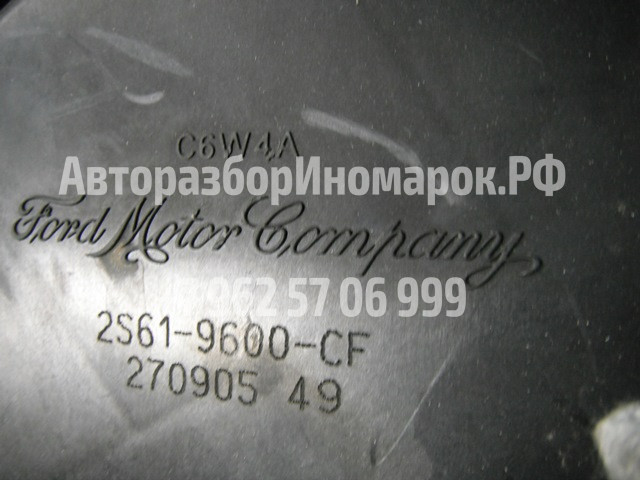 C6W4A
АвторазборИномарок.РФ
Ford Motor Company
962 57 06 999
2S61-9600-CF
270905 49